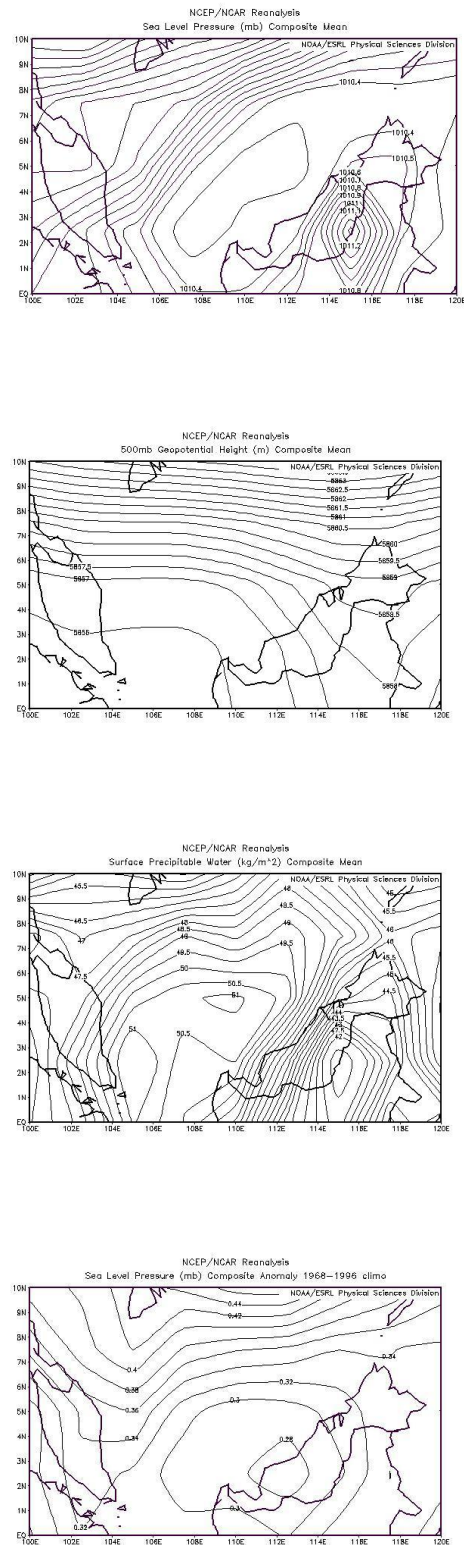 NCEP/NCAR Reanalysis
Sea Level Pressure (mb) Composite Mean
NOAA/ESRL Physical Sciences Division
10N
9N
8N
7N
6N
5N
4N
3N
2N
1N
EQ
1010.4
1010.4
1010.5
1010.6
1010.7
1010.8
1010.9
1011
1011.1
1011.2
1010.4
1010.8
100E 102E 104E 106E 108E 110E 112E 114E 116E 118E 120E
NCEP/NCAR Reanalysis
500mb Geopotential Height (m) Composite Mean
NOAA/ESRL Physical Sciences Division
10N
9N
8N
7N
6N
5N
4N
3N
2N
1N
EQ
5863
5862.5
5862
5861.5
5861
5860.5
5860
5859.5
5859
5858.5
5858
5857.5
5857
5856
100E 102E 104E 106E 108E 110E 112E 114E 116E 118E 120E
NCEP/NCAR Reanalysis
Surface Precipitable Water (kg/m^2) Composite Mean
NOAA/ESRL Physical Sciences Division
10N
9N
8N
7N
6N
5N
4N
3N
2N
1N
EQ
45.5
46.5
47
47.5
48
48.5
49
49.5
50
50.5
51
51
50.5
48
48.5
49
49.5
45
45.5
46
46
45.5
45
44.5
44
43.5
42
100E 102E 104E 106E 108E 110E 112E 114E 116E 118E 120E
NCEP/NCAR Reanalysis
Sea Level Pressure (mb) Composite Anomaly 1968-1996 climo
NOAA/ESRL Physical Sciences Division
10N
9N
8N
7N
6N
5N
4N
3N
2N
1N
EQ
0.44
0.42
0.4
0.38
0.36
0.34
0.34
0.32
0.3
0.28
0.3
0.32
100E 102E 104E 106E 108E 110E 112E 114E 116E 118E 120E